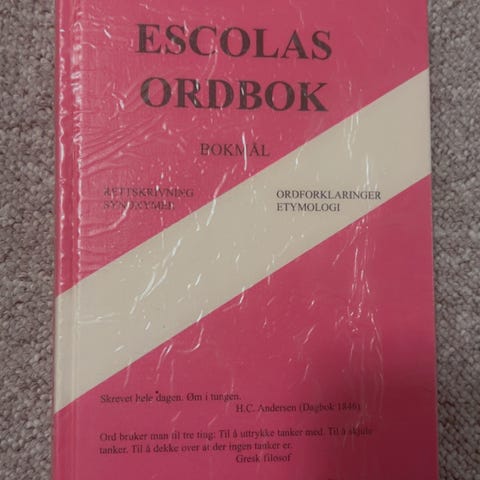 ESCOLAS
ORDBOK
BOKMÅL
RETTSKRIVNING
SYNONYMER
ORDFORKLARINGER
ETYMOLOGI
Skrevet hele dagen. Øm i tungen.
H.C. Andersen (Dagbok 1846)
Ord bruker man til tre ting: Til å uttrykke tanker med. Til å skjule
tanker. Til å dekke over at der ingen tanker er.
Gresk filosof